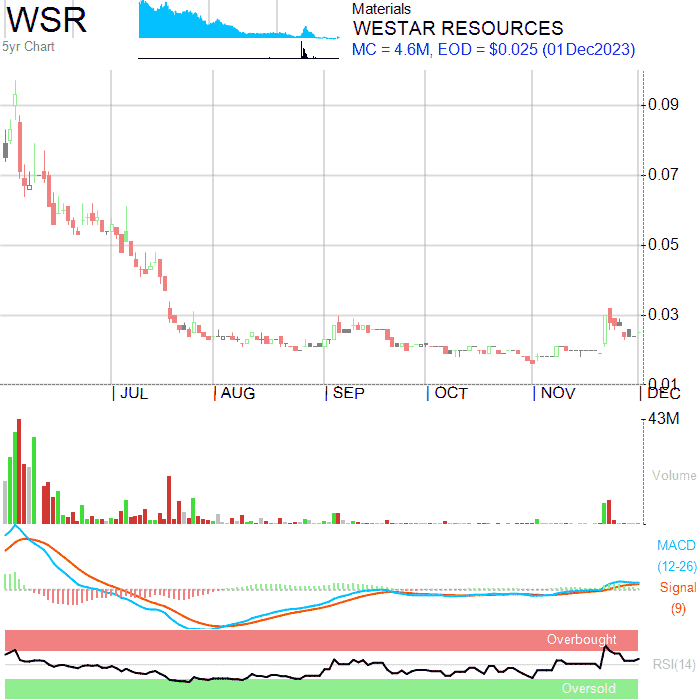 WSR
5yr Chart
Materials
WESTAR RESOURCES
MC = 4.6M, EOD = $0.025 (01Dec2023)
0.09
0.07
0.05
0.03
0.01
JUL AUG SEP OCT NOV DEC
43M
Volume
MACD
(12-26)
Signal
(9)
Overbought
RSI(14)
Oversold